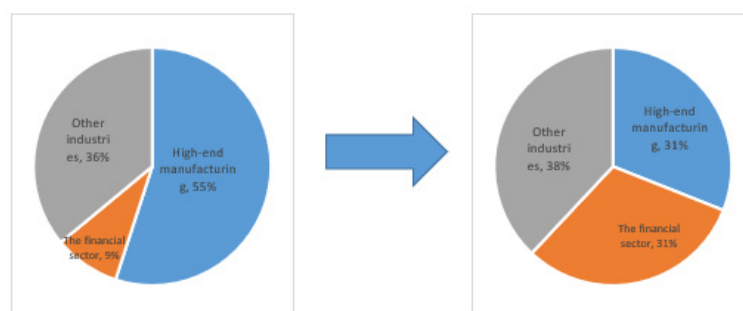 Other
industri
es, 36%
High-end
manufacturin
g, 55%
The financial
sector, 9%
Other
industri
es, 38%
High-end
manufacturin
g, 31%
The financial
sector, 31%